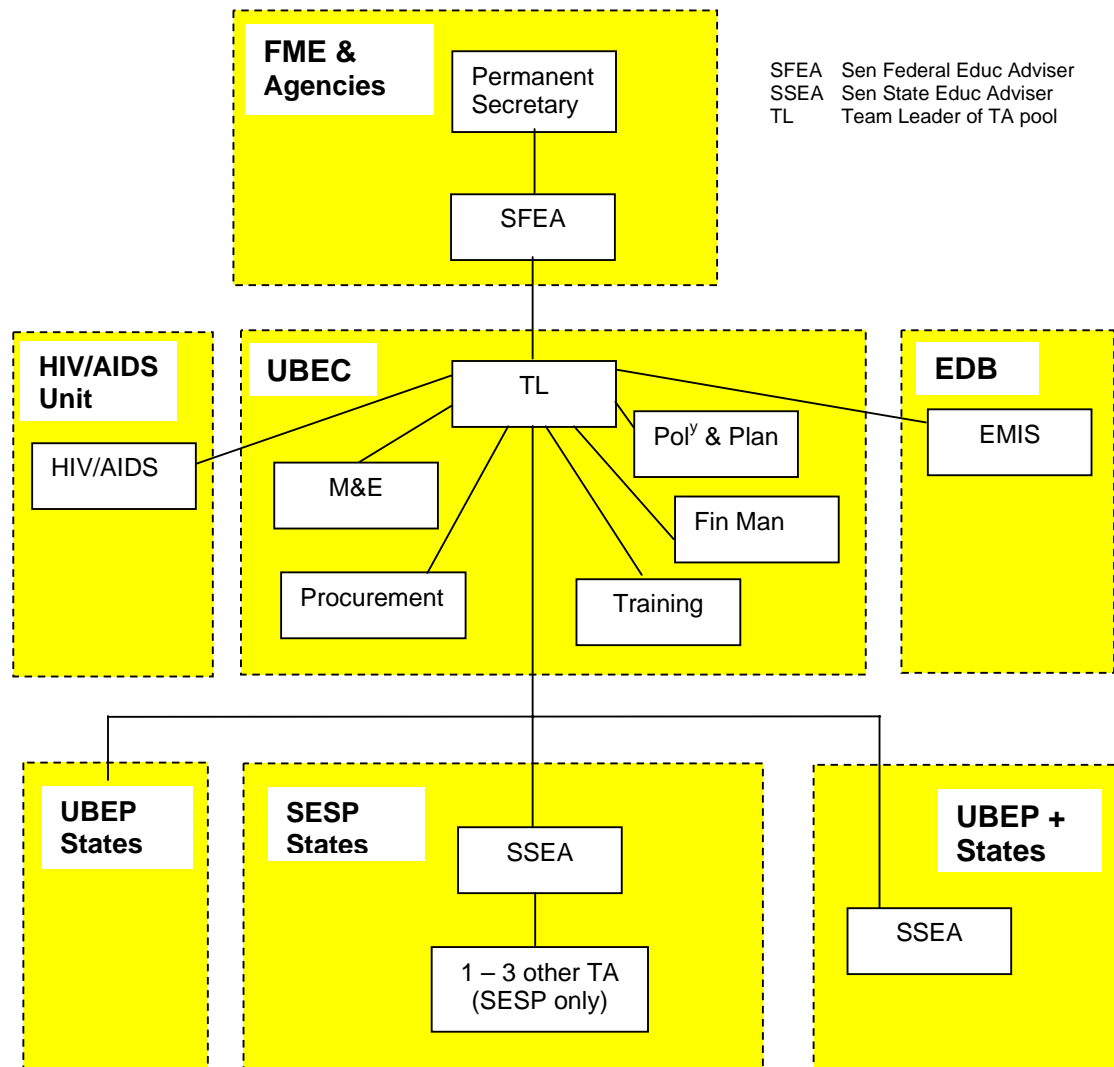 FME &
Agencies
Permanent
Secretary
SFEA Sen Federal Educ Adviser
SSEA Sen State Educ Adviser
TL Team Leader of TA pool
SFEA
HIV/AIDS
Unit
UBEC
TL
EDB
HIV/AIDS
M&E
Polʸ & Plan
EMIS
Fin Man
Procurement
Training
UBEP
States
SESP
States
SSEA
UBEP +
States
SSEA
1 – 3 other TA
(SESP only)